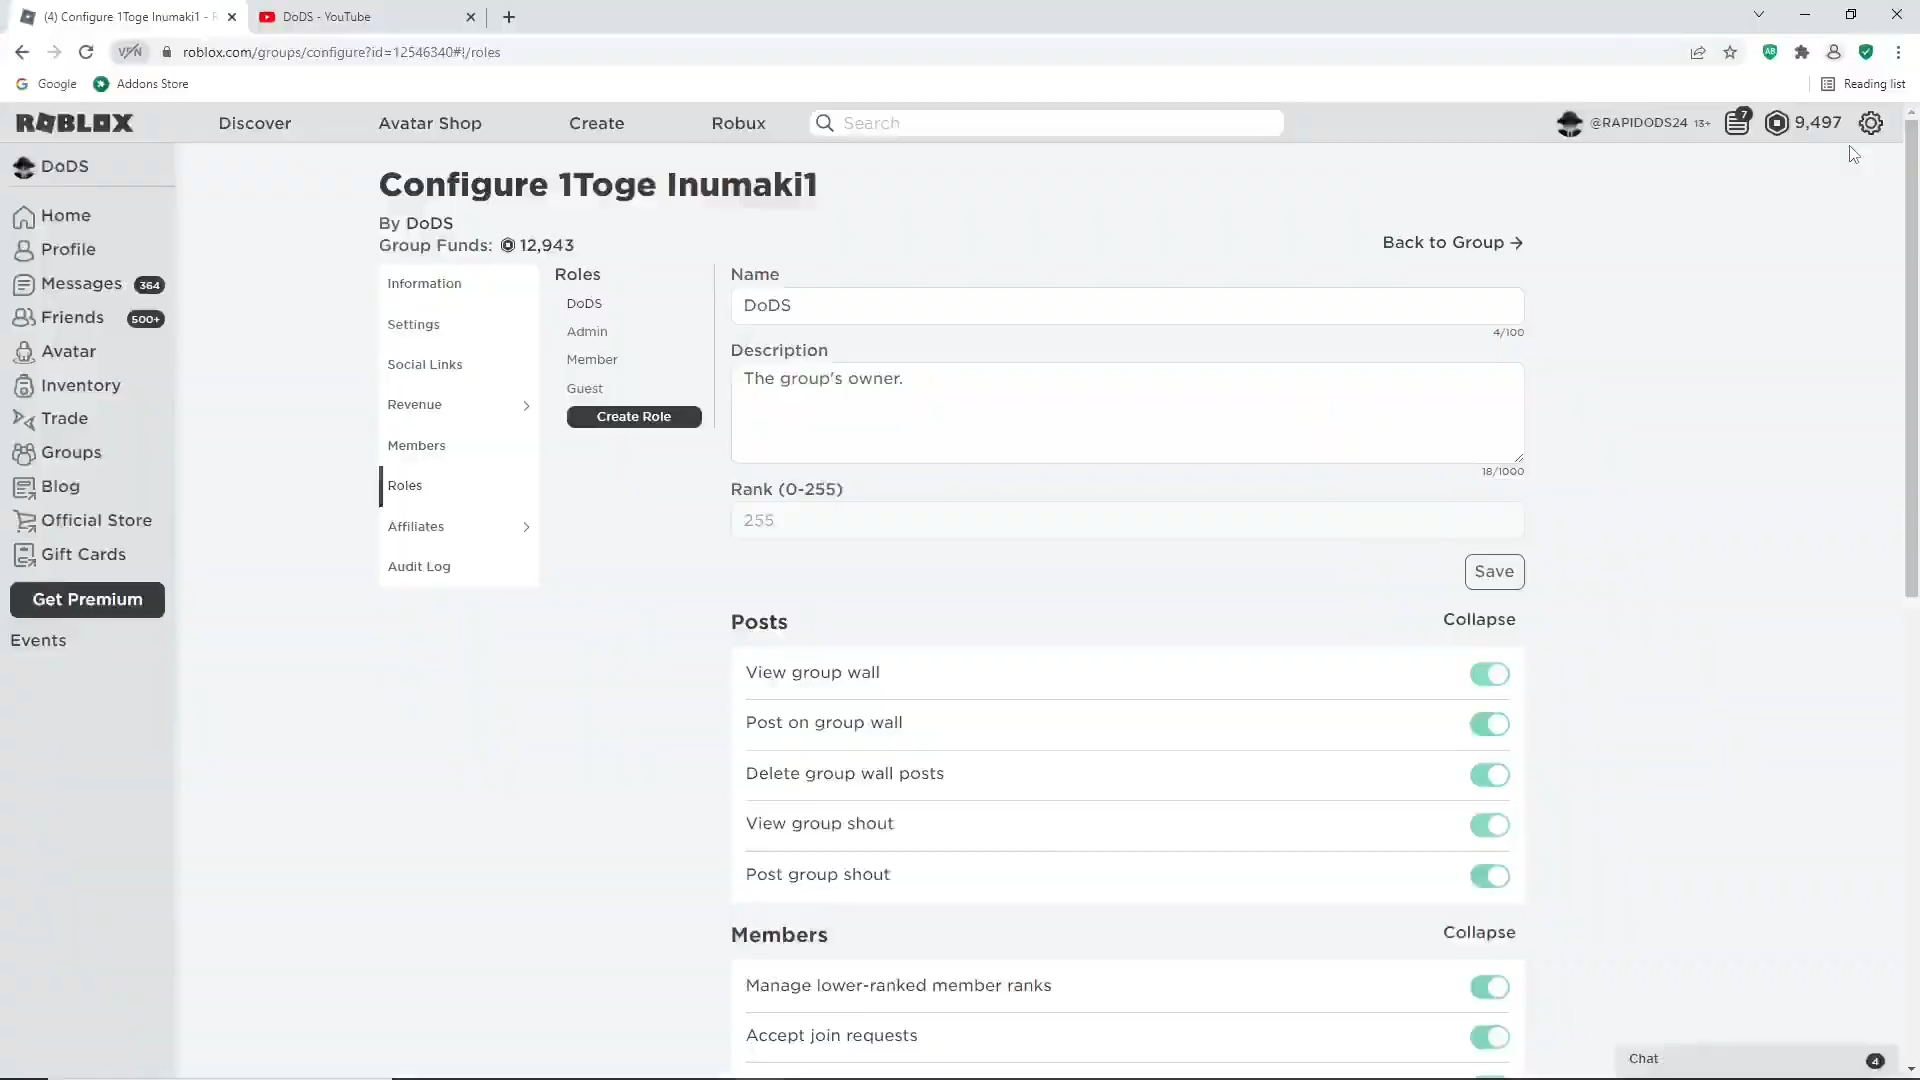 (4) Configure 1Toge Inumaki1 - R
DoDS - YouTube
VPN
roblox.com/groups/configure?id=12546340#!/roles
Google
Addons Store
Reading list
ROBLOX
Discover
Avatar Shop
Create
Robux
Search
@RAPIDODS24 13+
7
9,497
DoDS
Home
Profile
Messages 364
Friends 500+
Avatar
Inventory
Trade
Groups
Blog
Official Store
Gift Cards
Get Premium
Events
Configure 1Toge Inumaki1
By DoDS
Group Funds: 12,943
Back to Group →
Information
Settings
Social Links
Revenue
Members
Roles
Affiliates
Audit Log
Roles
DoDS
Admin
Member
Guest
Create Role
Name
DoDS
4/100
Description
The group's owner.
18/1000
Rank (0-255)
255
Save
Posts
Collapse
View group wall
Post on group wall
Delete group wall posts
View group shout
Post group shout
Members
Collapse
Manage lower-ranked member ranks
Accept join requests
Chat
4